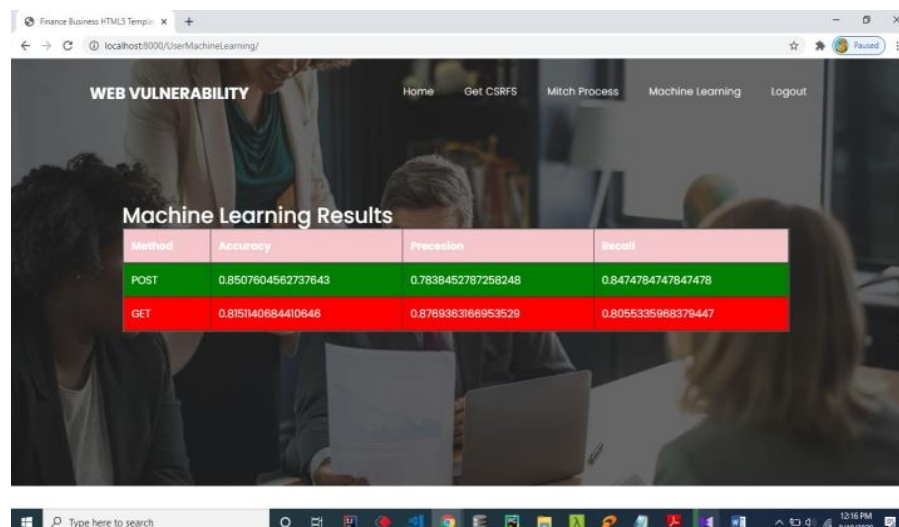 Finance Business HTML5 Templa
localhost:8000/UserMachineLearning/
Paused
WEB VULNERABILITY
Home Get CSRFS Mitch Process Machine Learning Logout
Machine Learning Results
Method Accuracy Precesion Recall
POST 0.8507604562737643 0.7838452787258248 0.8474784747847478
GET 0.8151140684410646 0.8769363166953529 0.8055335968379447
Type here to search
12:16 PM